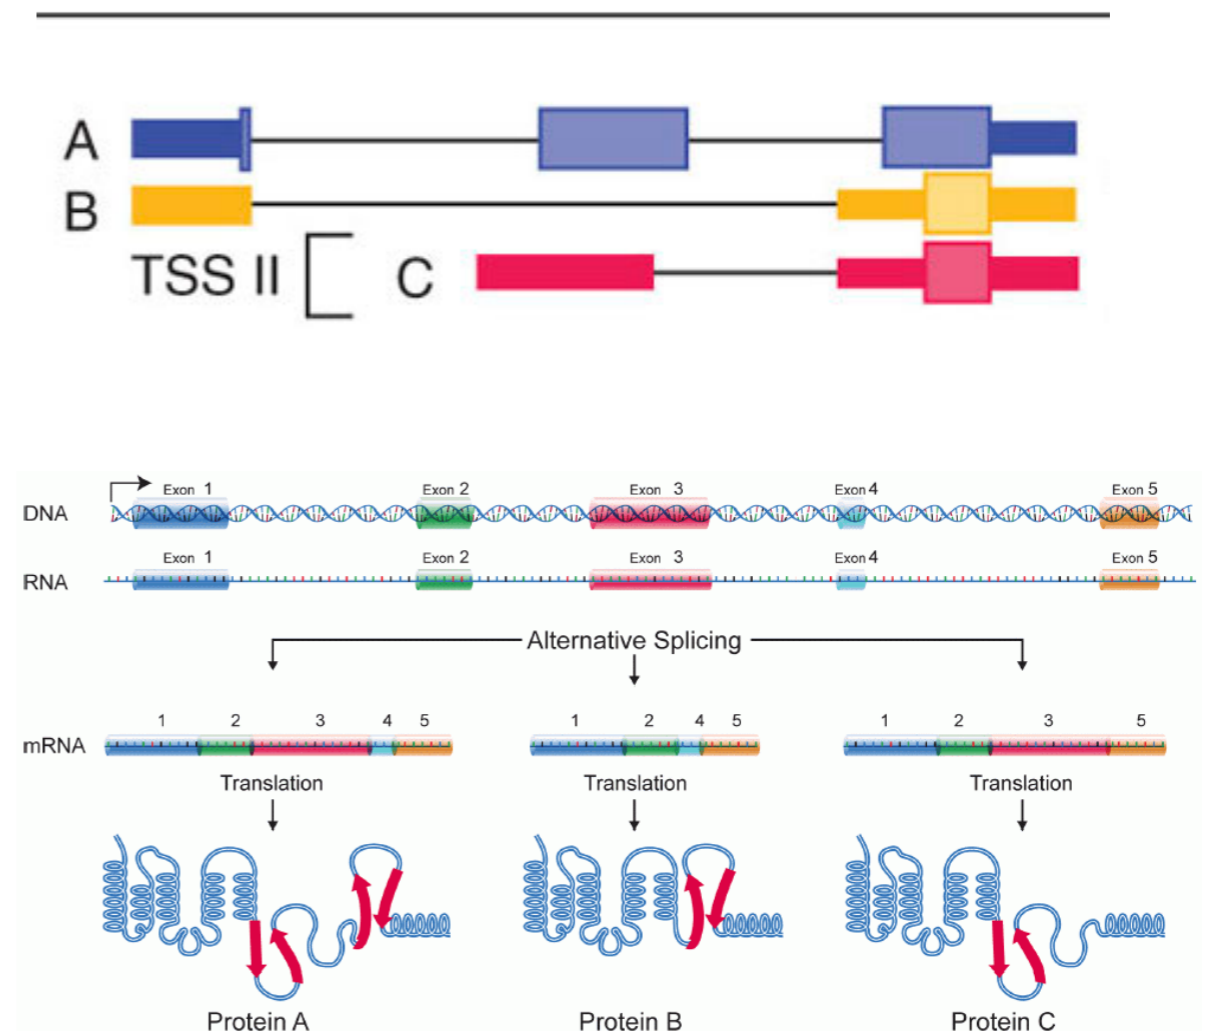 A
B
TSS II C
Exon 1 Exon 2 Exon 3 Exon 4 Exon 5
DNA
Exon 1 Exon 2 Exon 3 Exon 4 Exon 5
RNA
Alternative Splicing
1 2 3 4 5 1 2 4 5 1 2 3 5
mRNA
Translation Translation Translation
Protein A Protein B Protein C